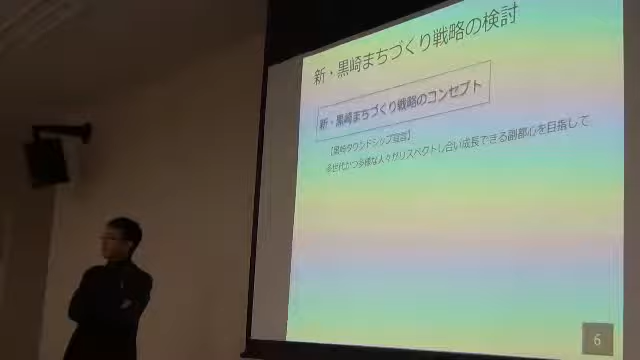 新・黒崎まちづくり戦略の検討
新・黒崎まちづくり戦略のコンセプト
【黒崎タウンドシップ宣言】
多世代かつ多様な人々がリスペクトし合い成長できる副都心を目指して
6